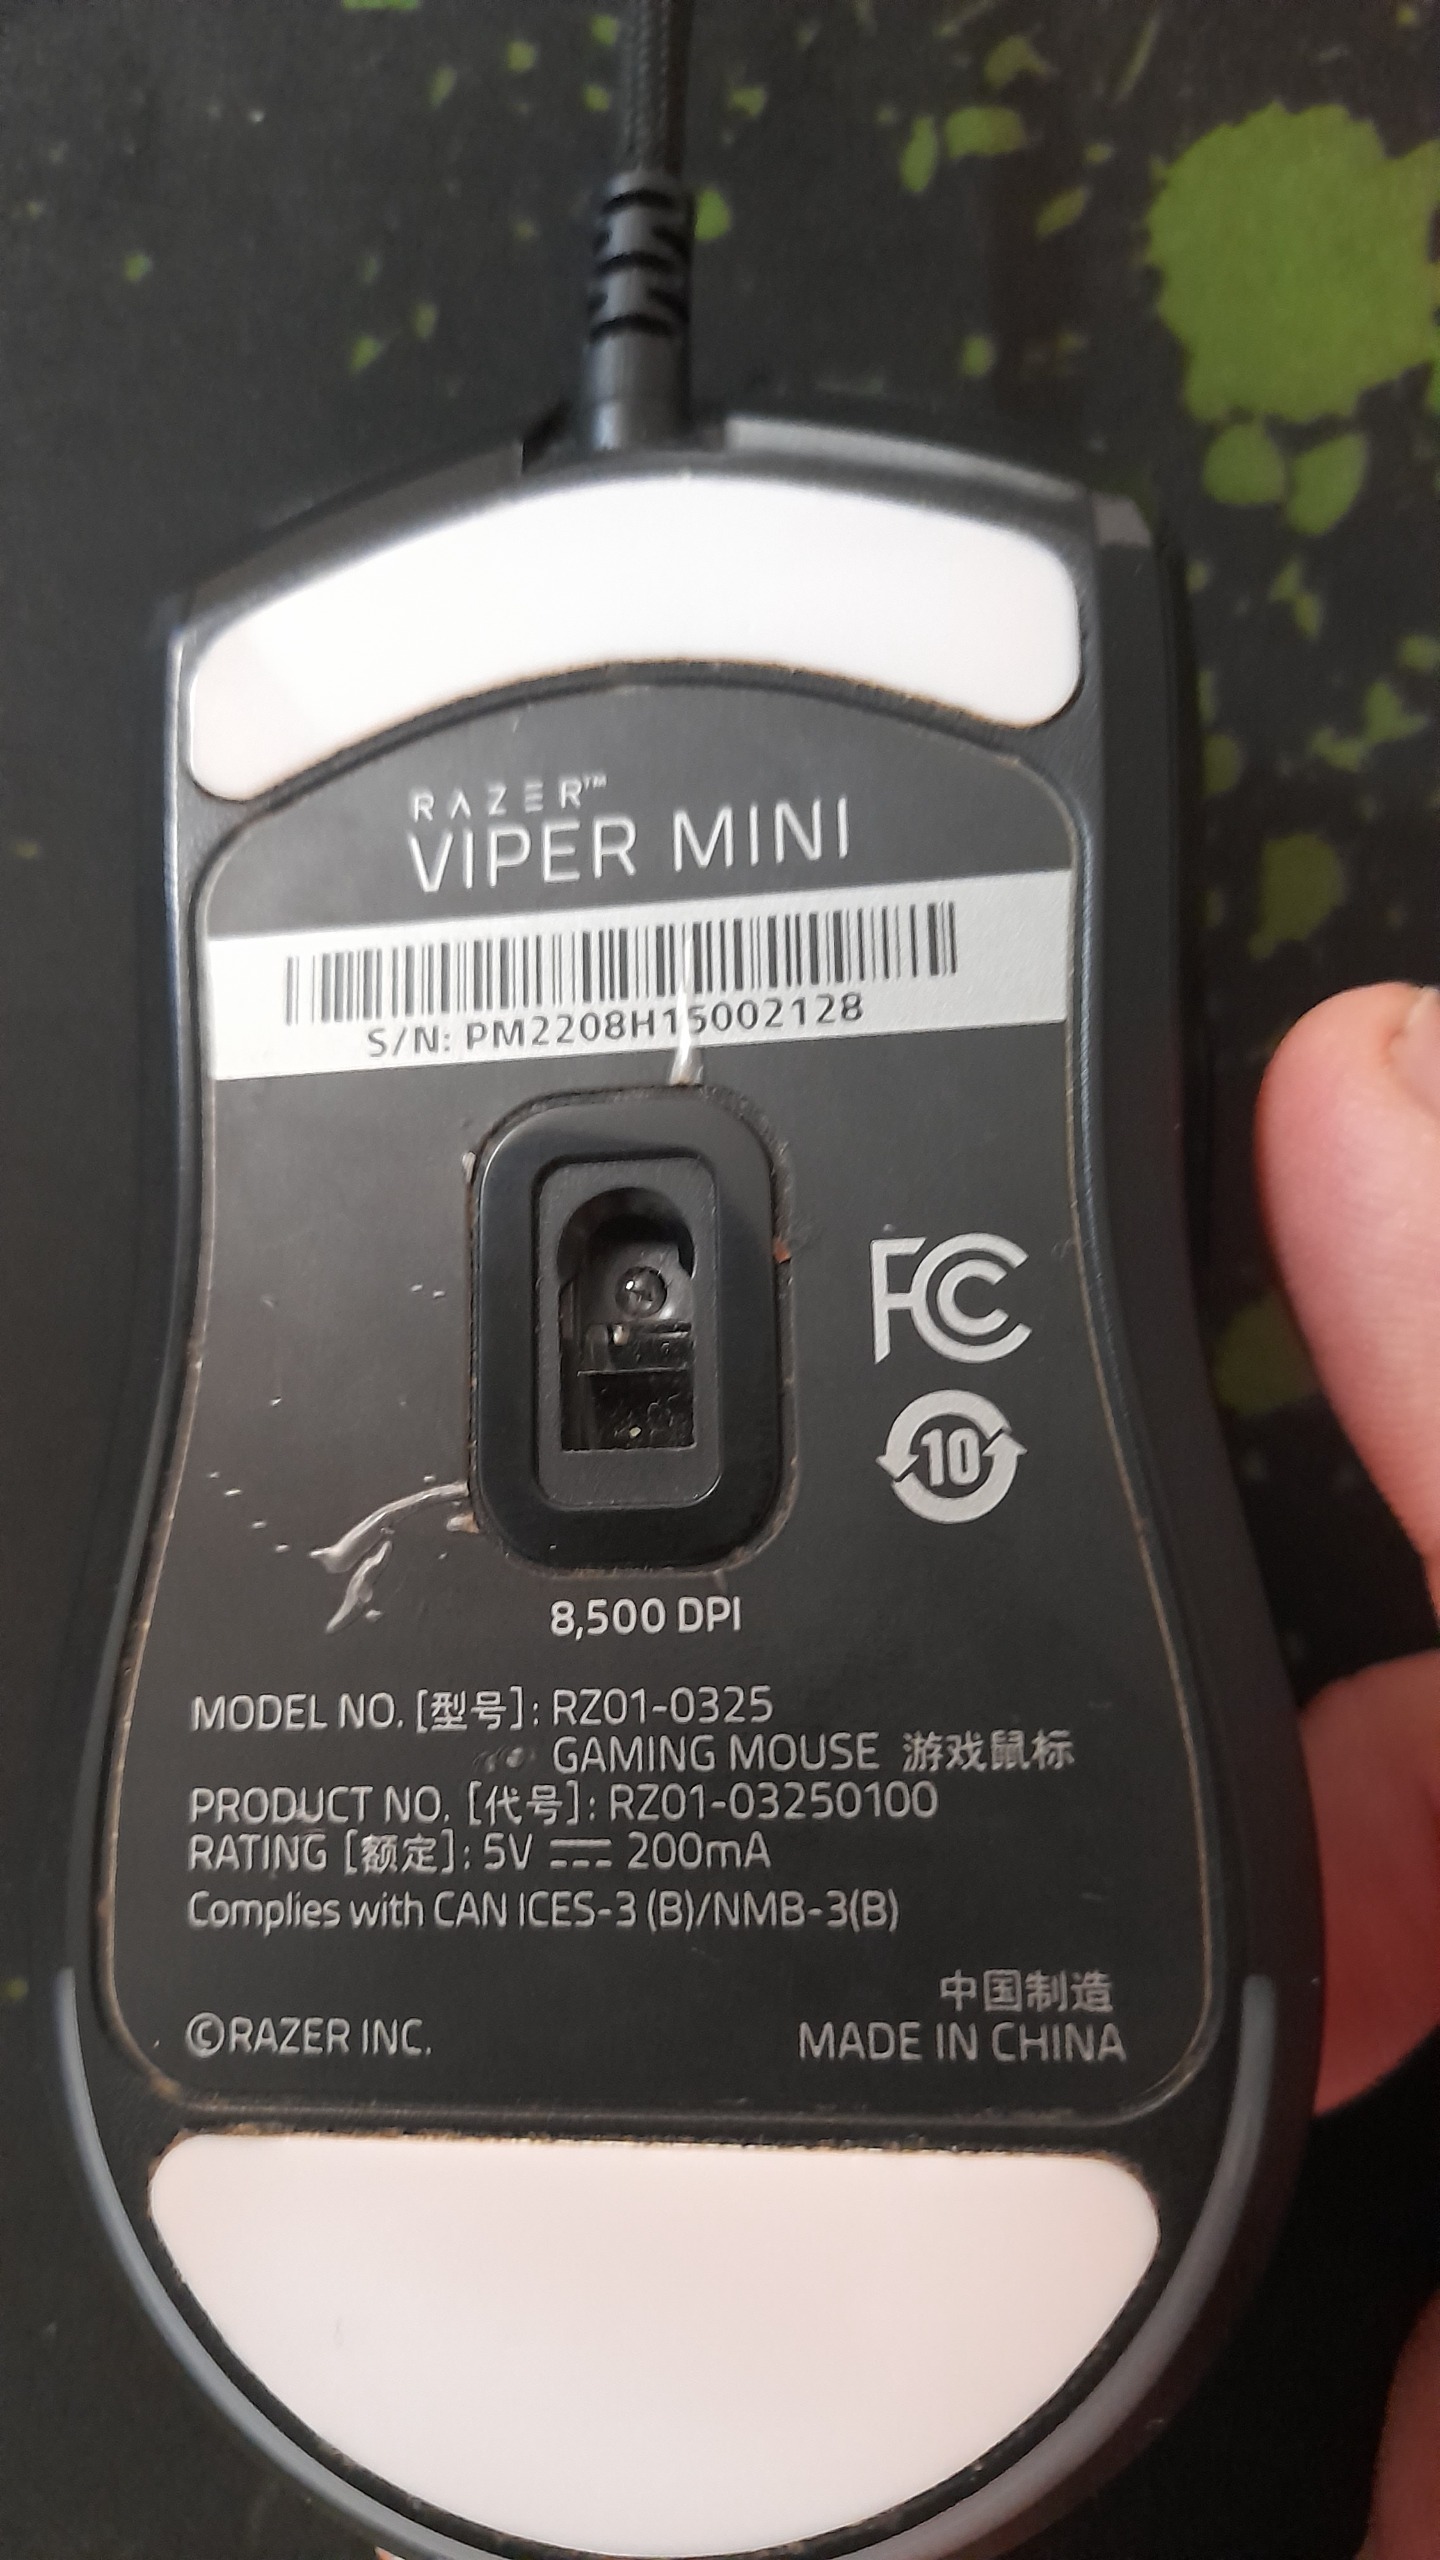 RAZER™
VIPER MINI
S/N: PM2208H15002128
FC
10
8,500 DPI
MODEL NO. [型号]: RZ01-0325
GAMING MOUSE 游戏鼠标
PRODUCT NO. [代号]: RZ01-03250100
RATING [额定]: 5V ⎓ 200mA
Complies with CAN ICES-3 (B)/NMB-3(B)
中国制造
©RAZER INC. MADE IN CHINA